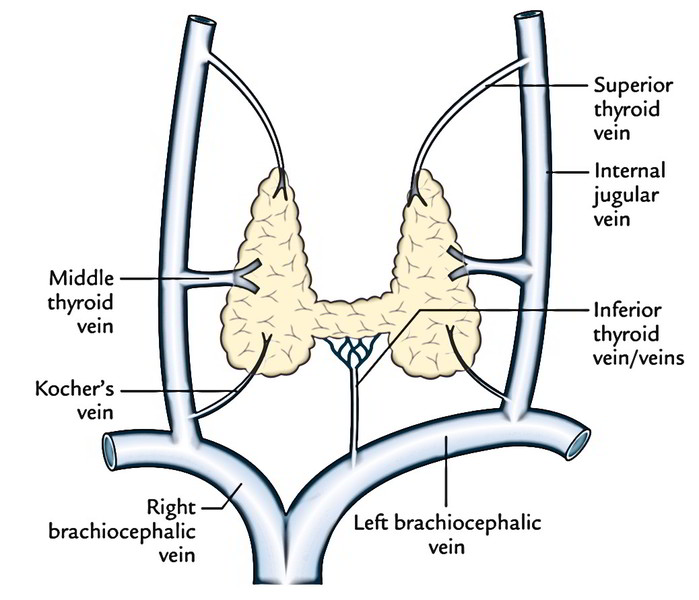 Superior
thyroid
vein
Internal
jugular
vein
Middle
thyroid
vein
Inferior
thyroid
vein/veins
Kocher's
vein
Right
brachiocephalic
vein
Left brachiocephalic
vein